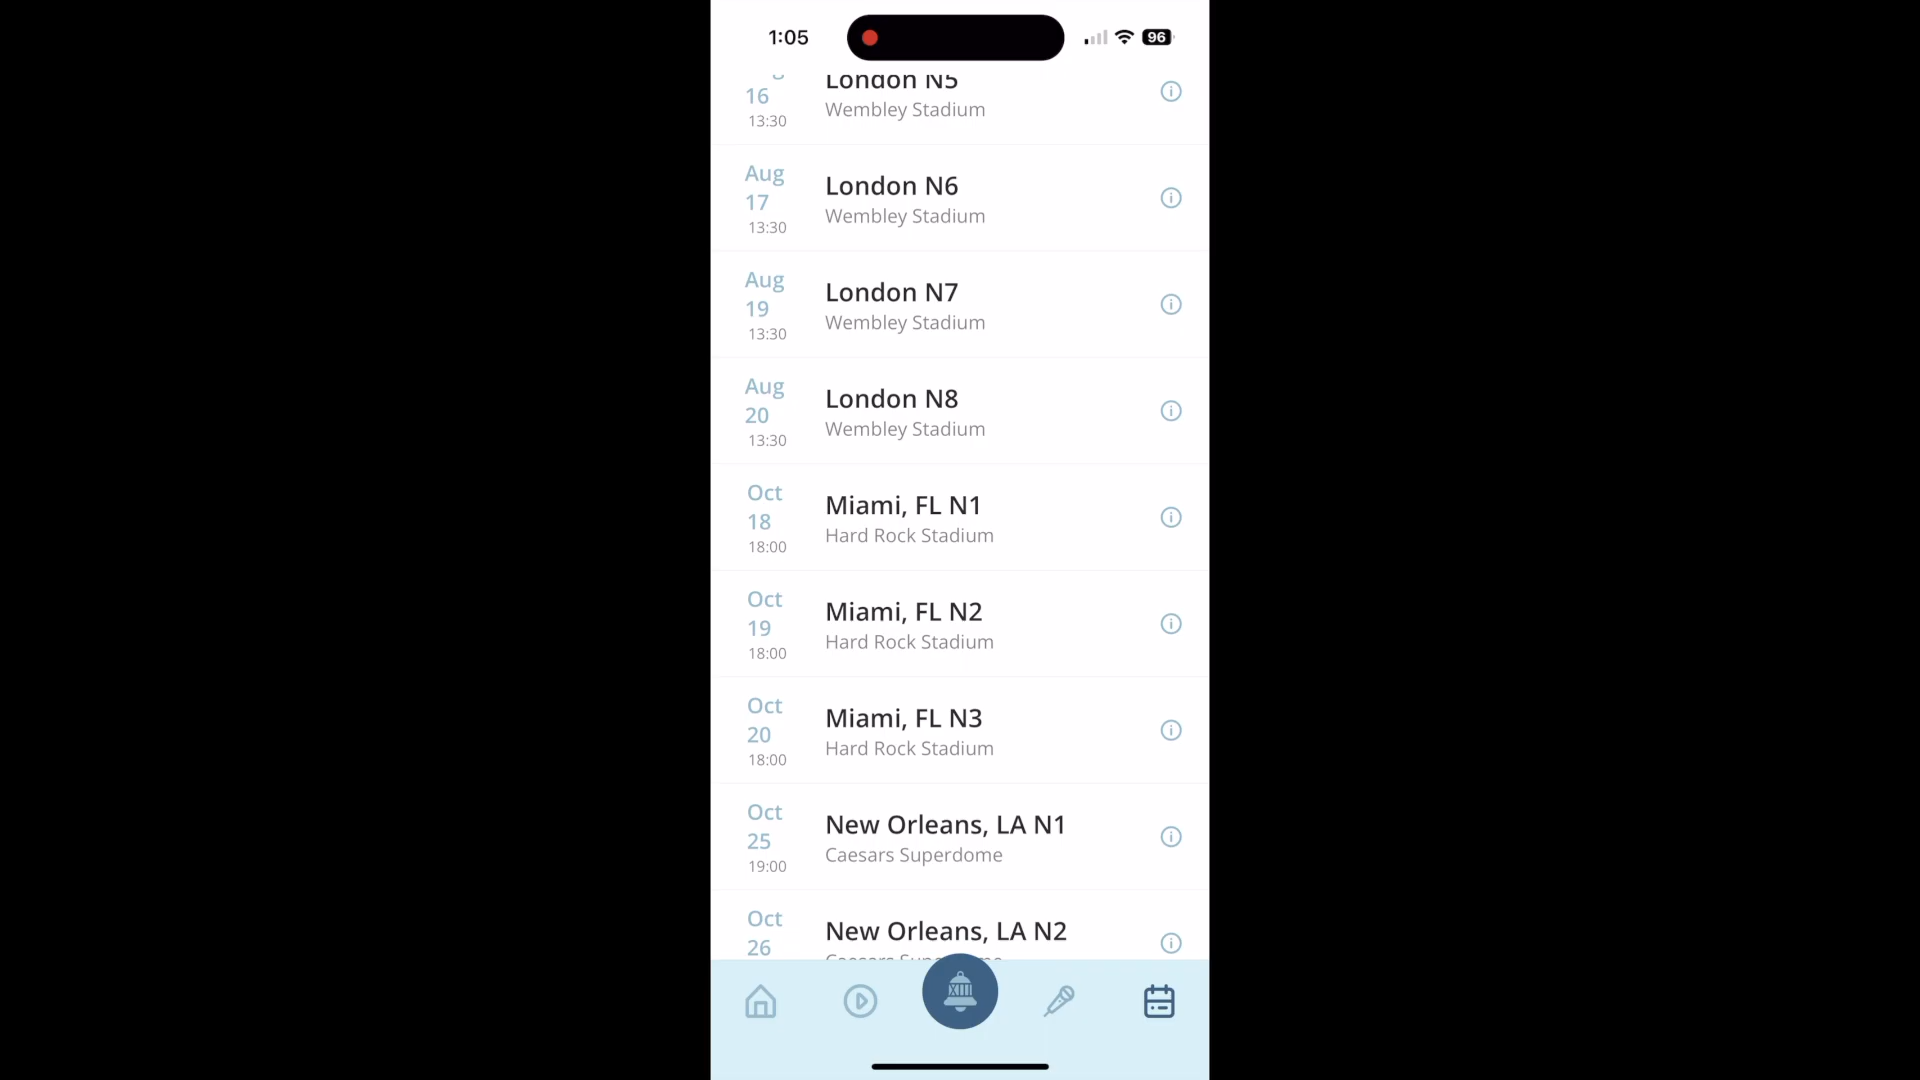 1:05
96
London N5
16
Wembley Stadium
13:30
Aug
17
London N6
Wembley Stadium
13:30
Aug
19
London N7
Wembley Stadium
13:30
Aug
20
London N8
Wembley Stadium
13:30
Oct
18
Miami, FL N1
Hard Rock Stadium
18:00
Oct
19
Miami, FL N2
Hard Rock Stadium
18:00
Oct
20
Miami, FL N3
Hard Rock Stadium
18:00
Oct
25
New Orleans, LA N1
Caesars Superdome
19:00
Oct
26
New Orleans, LA N2
XIII